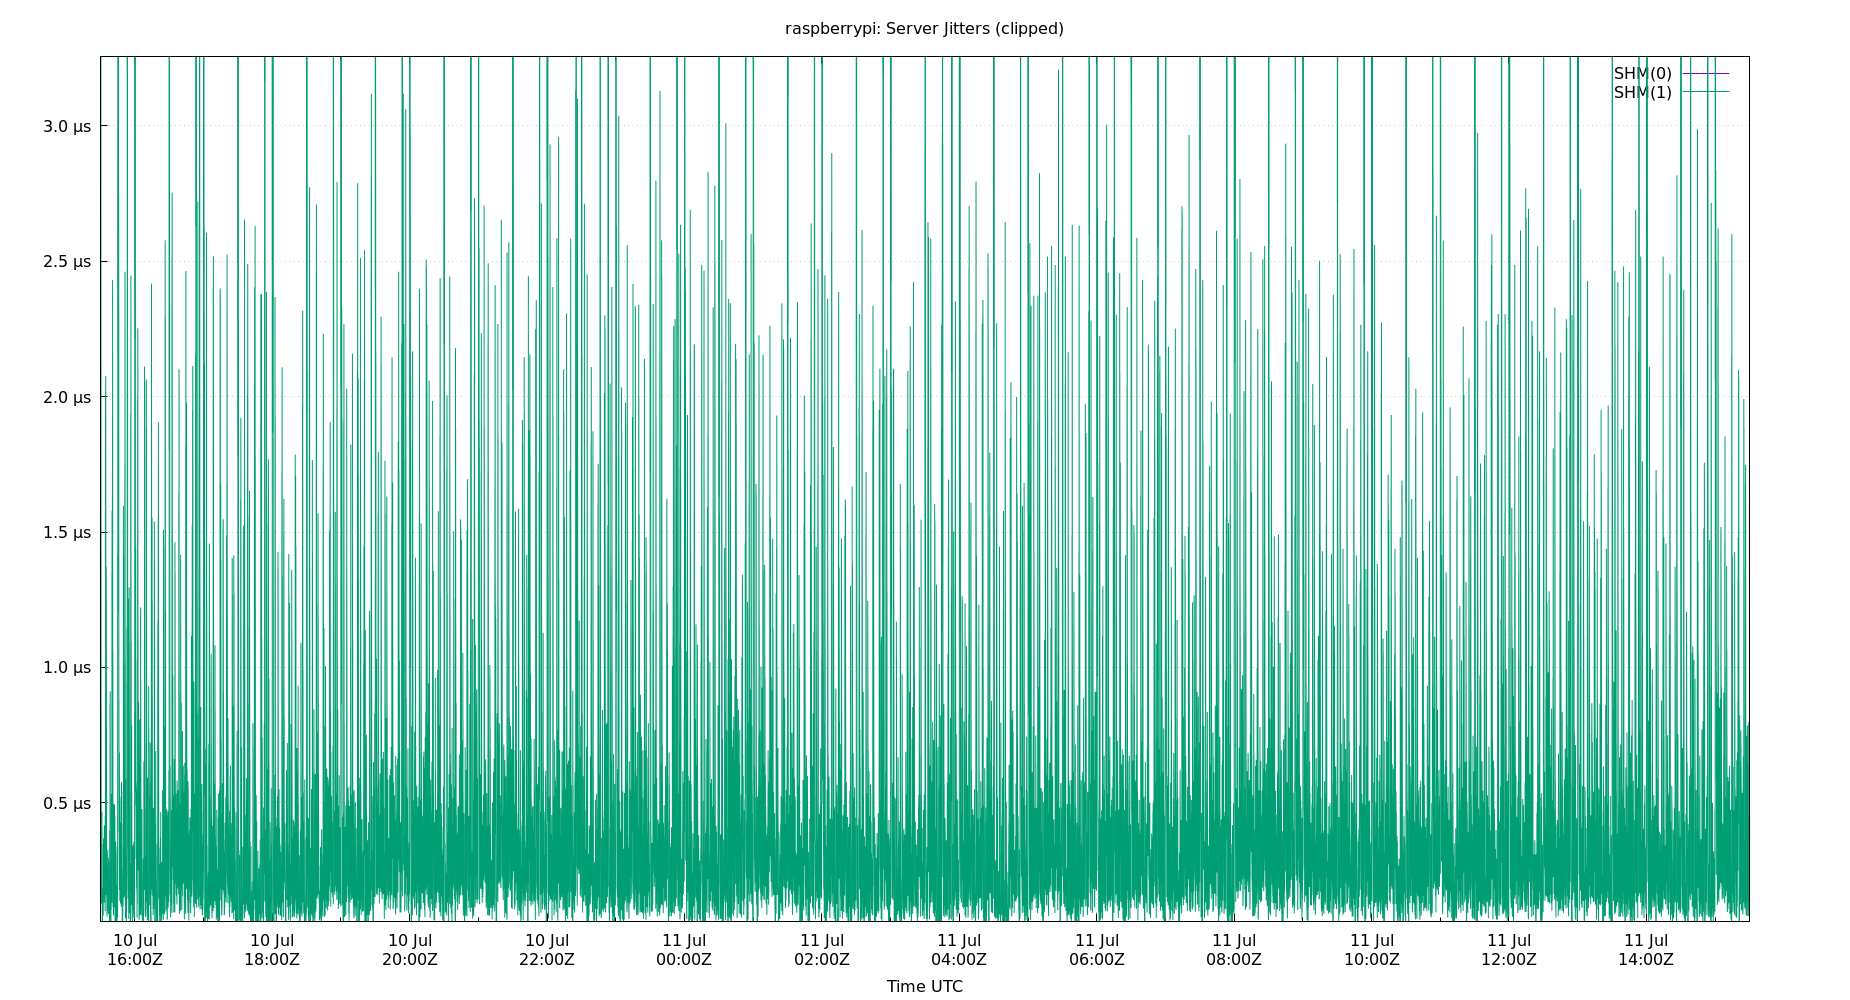 raspberrypi: Server Jitters (clipped)
SHM(0)
SHM(1)
3.0 µs
2.5 µs
2.0 µs
1.5 µs
1.0 µs
0.5 µs
10 Jul 10 Jul 10 Jul 10 Jul 11 Jul 11 Jul 11 Jul 11 Jul 11 Jul 11 Jul 11 Jul 11 Jul
16:00Z 18:00Z 20:00Z 22:00Z 00:00Z 02:00Z 04:00Z 06:00Z 08:00Z 10:00Z 12:00Z 14:00Z
Time UTC